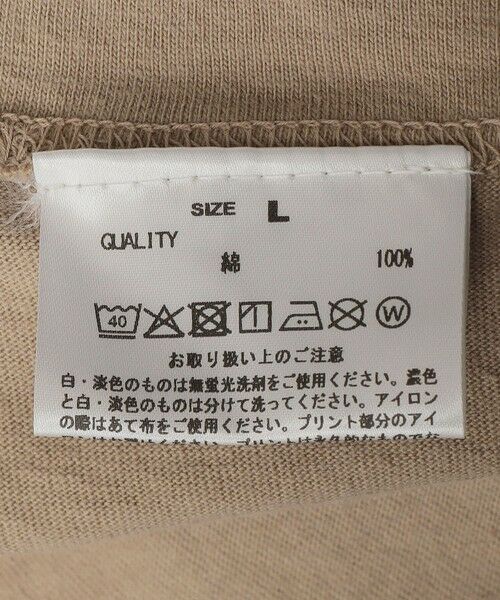 SIZE L
QUALITY
綿 100%
40 W
お取り扱い上のご注意
白・淡色のものは無蛍光洗剤をご使用ください。濃色
と白・淡色のものは分けて洗ってください。アイロン
の際はあて布をご使用ください。プリント部分のアイ